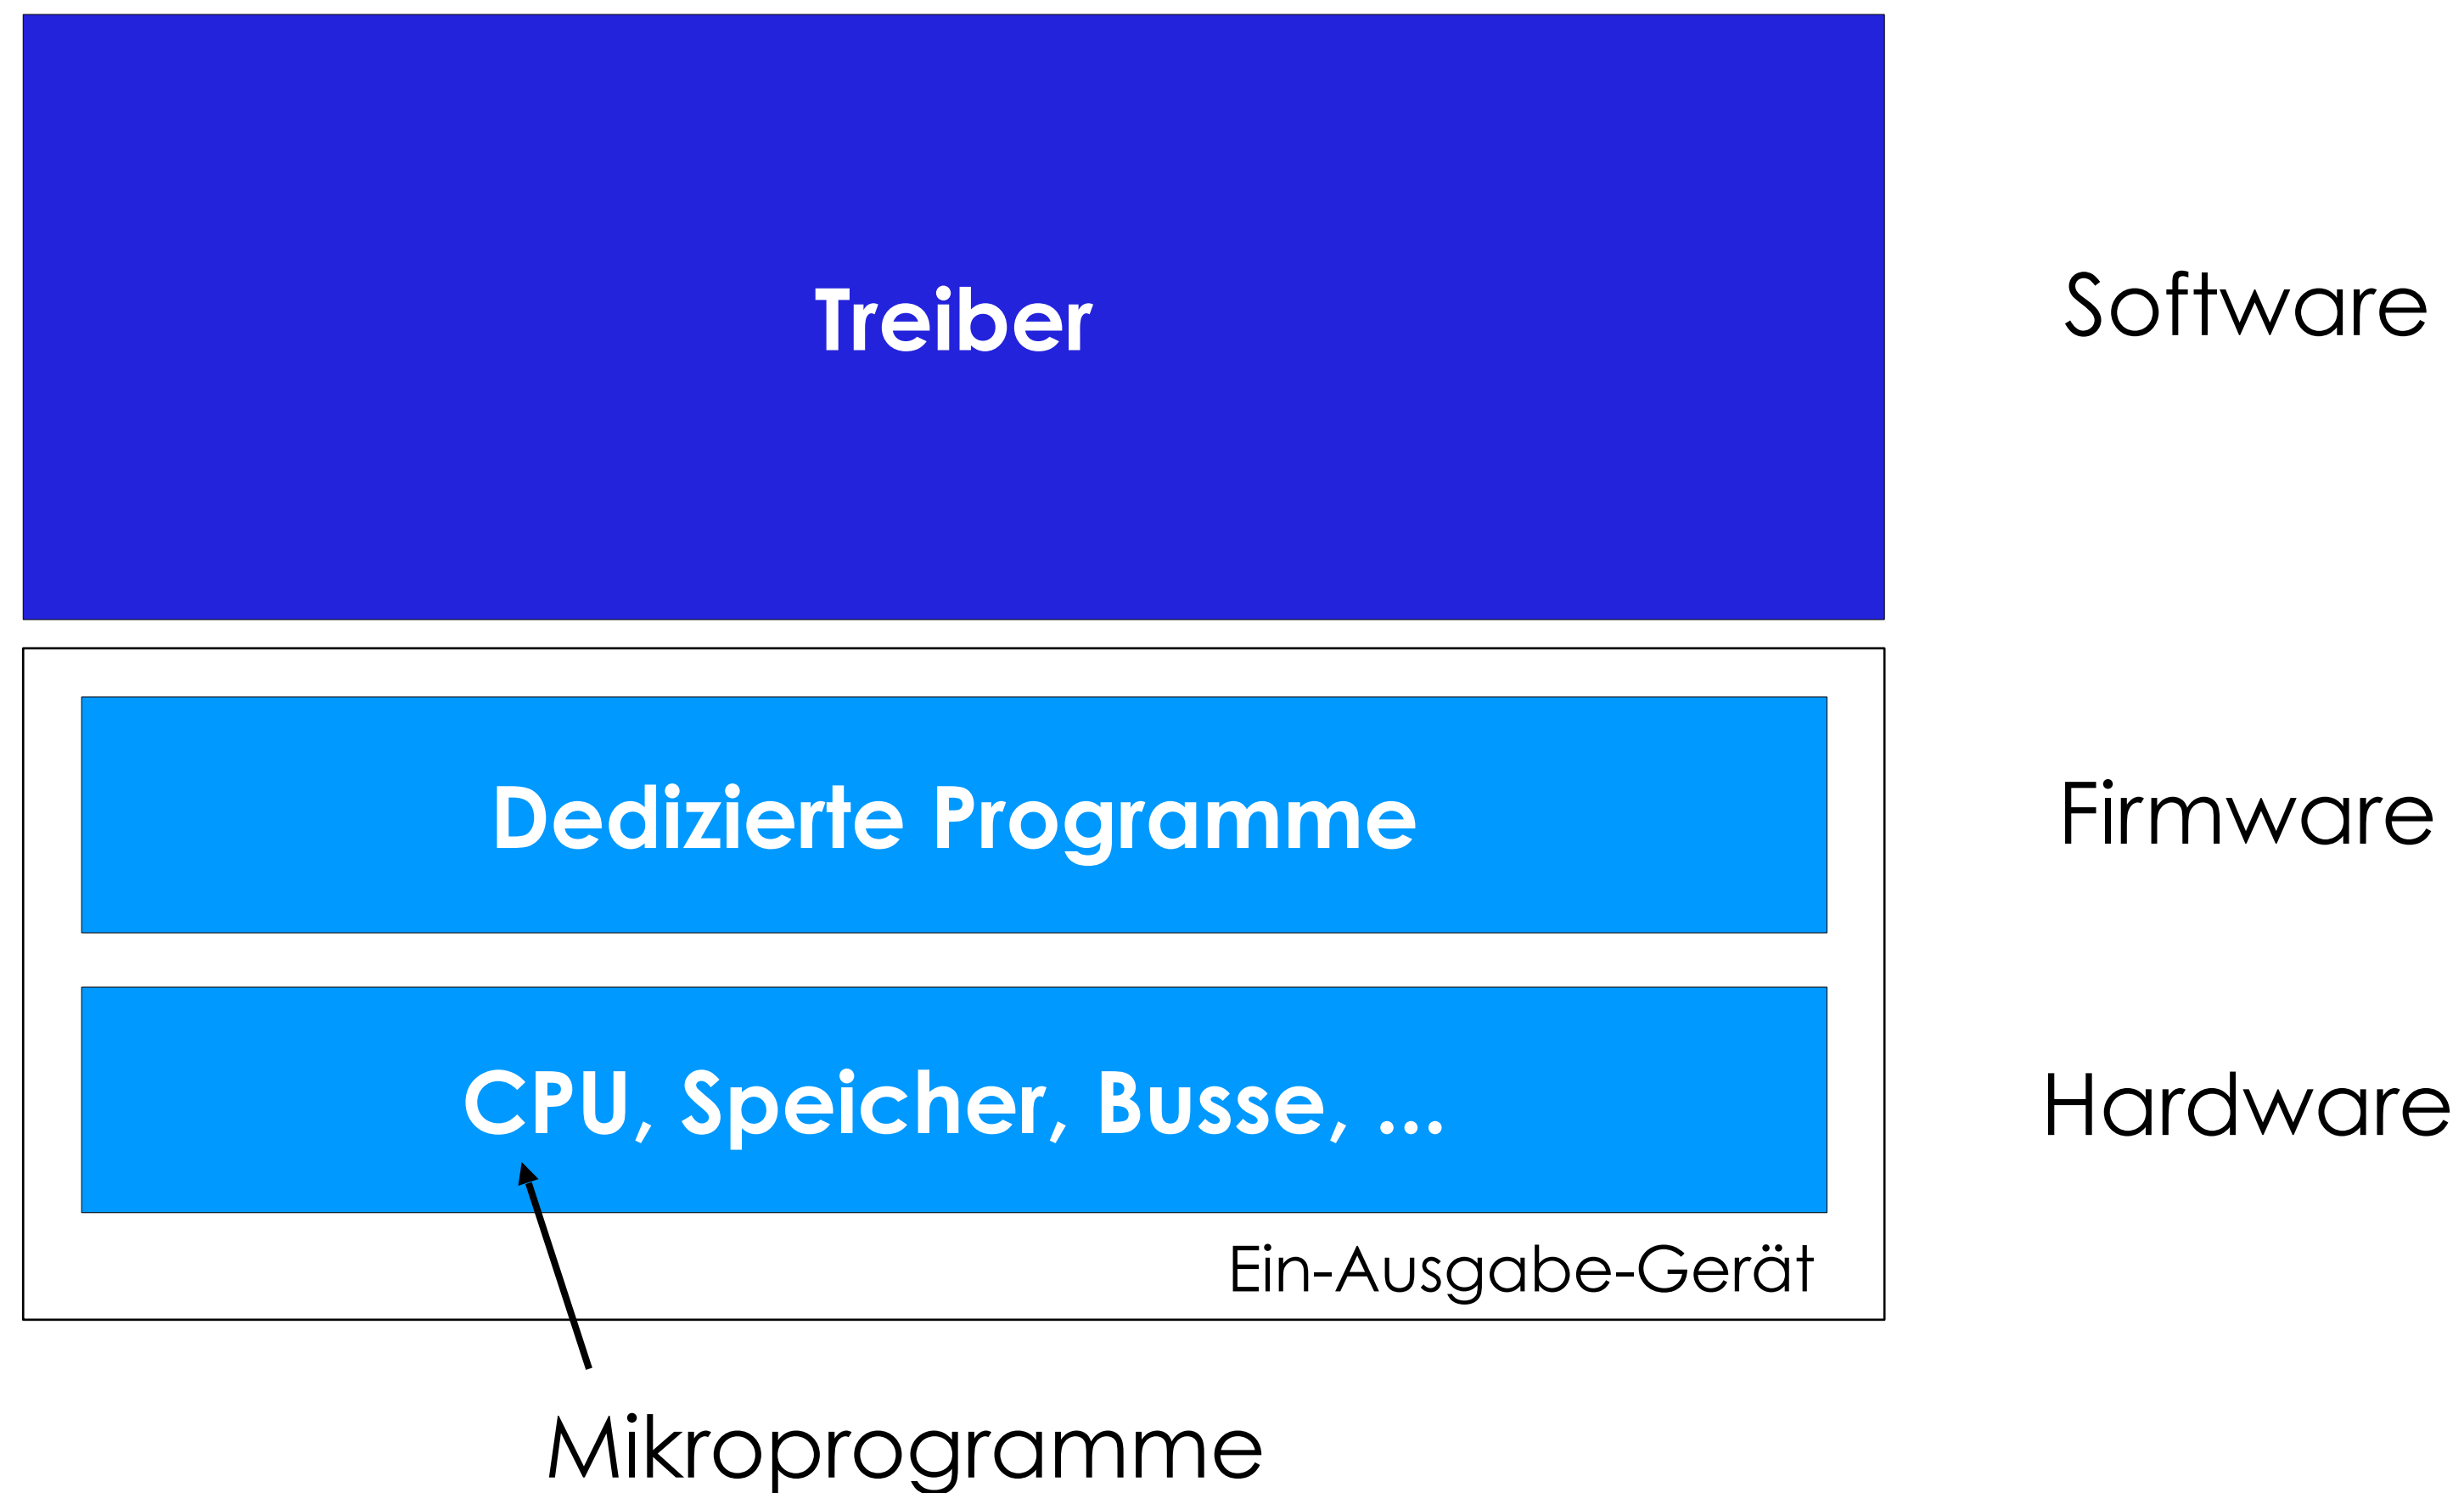 Treiber
Software
Dedizierte Programme
Firmware
CPU, Speicher, Busse, ...
Hardware
Ein-Ausgabe-Gerät
Mikroprogramme